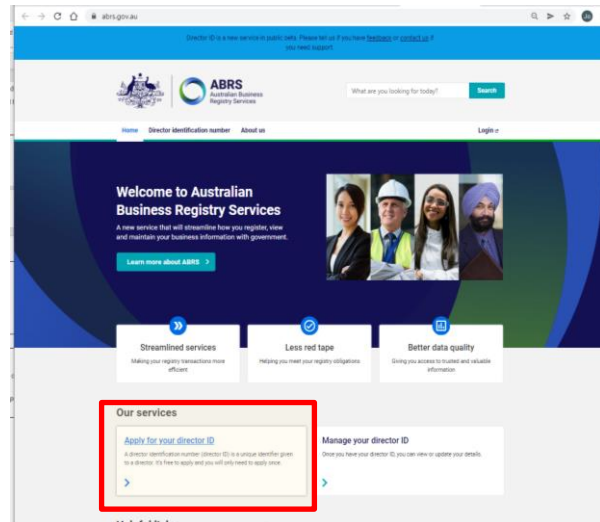 abrs.gov.au
Director ID is a new service in public beta. Please tell us if you have feedback or contact us if
you need support.
ABRS
Australian Business
Registry Services
What are you looking for today?
Search
Home Director identification number About us Login
Welcome to Australian
Business Registry Services
A new service that will streamline how you register, view
and maintain your business information with government.
Learn more about ABRS
Streamlined services
Making your registry transactions more
efficient
Less red tape
Helping you meet your registry obligations
Better data quality
Giving you access to trusted and valuable
information
Our services
Apply for your director ID
A director identification number (director ID) is a unique identifier given
to a director. It's free to apply and you will only need to apply once.
Manage your director ID
Once you have your director ID, you can view or update your details.